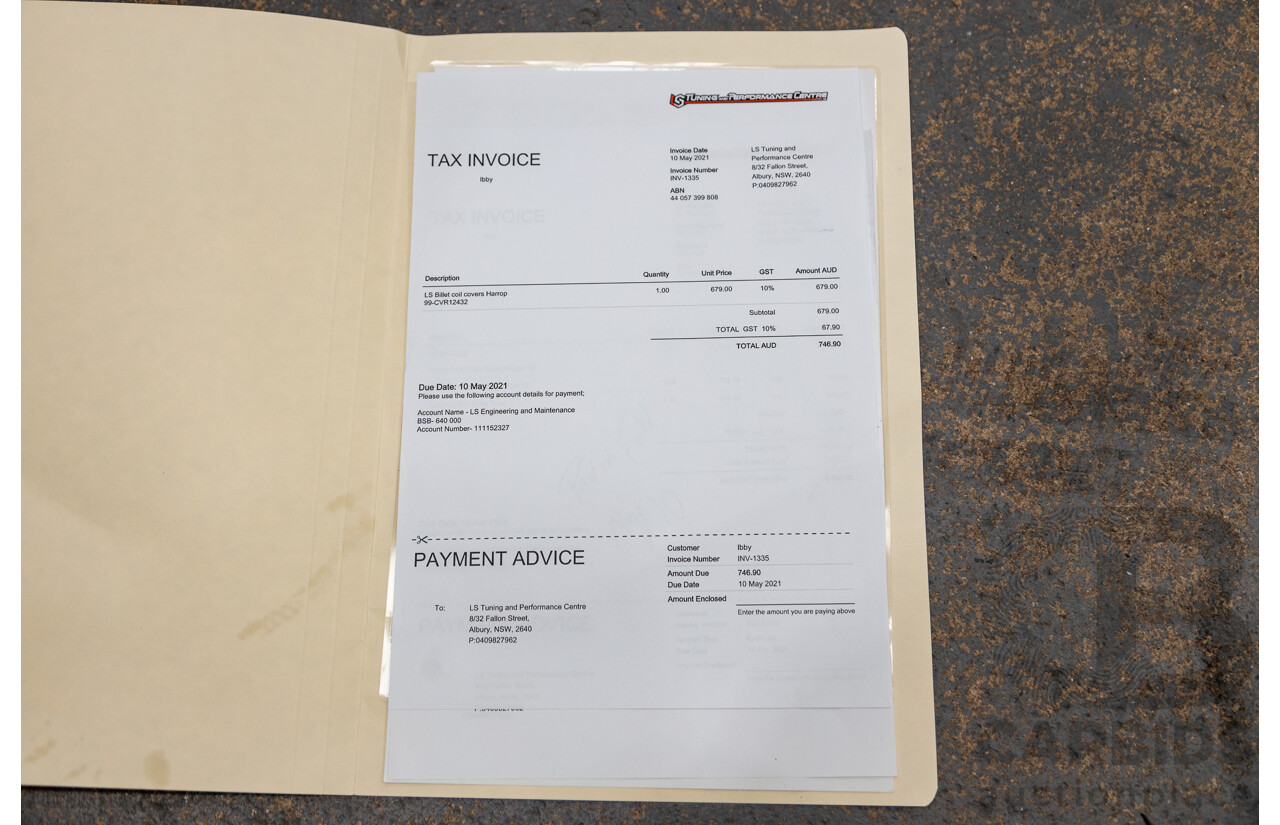 LS TUNING AND PERFORMANCE CENTRE
TAX INVOICE
Ibby
Invoice Date
10 May 2021
Invoice Number
INV-1335
ABN
44 057 399 808
LS Tuning and
Performance Centre
8/32 Fallon Street,
Albury, NSW, 2640
P:0409827962
TAX INVOICE
Description Quantity Unit Price GST Amount AUD
LS Billet coil covers Harrop 1.00 679.00 10% 679.00
99-CVR12432
Subtotal 679.00
TOTAL GST 10% 67.90
TOTAL AUD 746.90
Due Date: 10 May 2021
Please use the following account details for payment;
Account Name - LS Engineering and Maintenance
BSB- 640 000
Account Number- 111152327
PAYMENT ADVICE
To: LS Tuning and Performance Centre
8/32 Fallon Street,
Albury, NSW, 2640
P:0409827962
Customer Ibby
Invoice Number INV-1335
Amount Due 746.90
Due Date 10 May 2021
Amount Enclosed
Enter the amount you are paying above